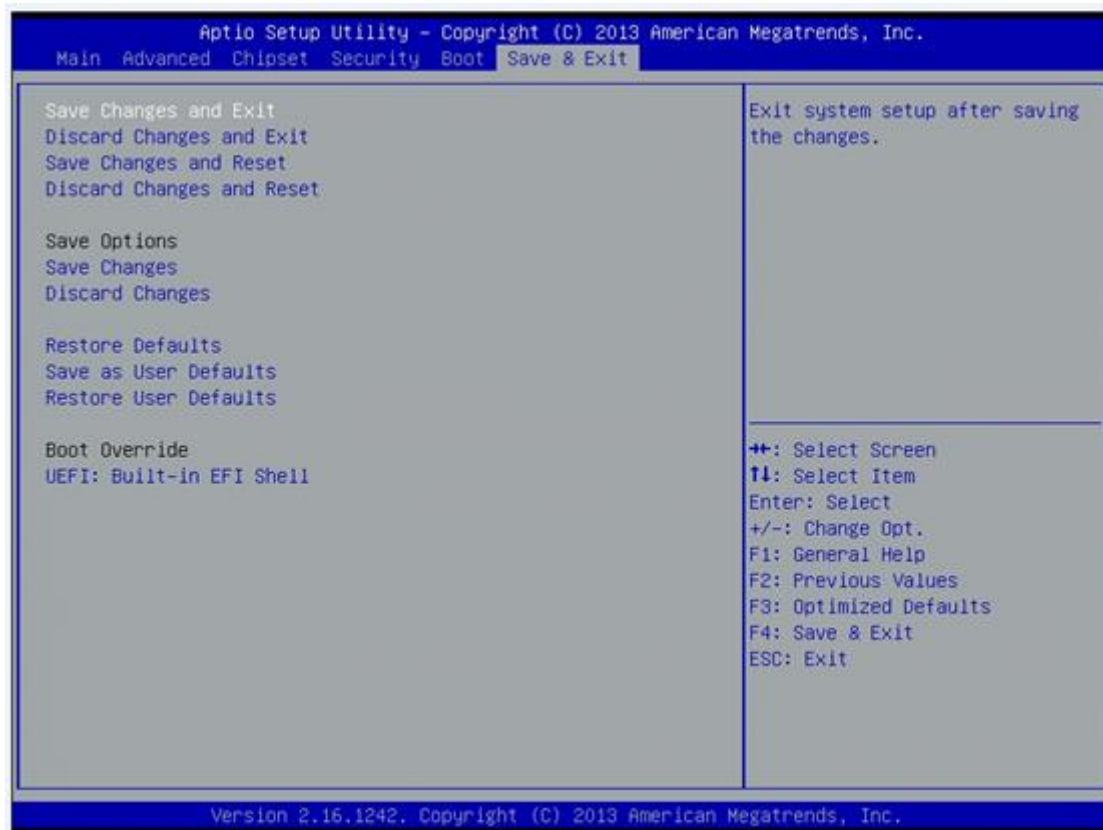 Aptio Setup Utility – Copyright (C) 2013 American Megatrends, Inc.
Main Advanced Chipset Security Boot Save & Exit
Save Changes and Exit
Discard Changes and Exit
Save Changes and Reset
Discard Changes and Reset
Save Options
Save Changes
Discard Changes
Restore Defaults
Save as User Defaults
Restore User Defaults
Boot Override
UEFI: Built-in EFI Shell
Exit system setup after saving
the changes.
→←: Select Screen
↑↓: Select Item
Enter: Select
+/-: Change Opt.
F1: General Help
F2: Previous Values
F3: Optimized Defaults
F4: Save & Exit
ESC: Exit
Version 2.16.1242. Copyright (C) 2013 American Megatrends, Inc.